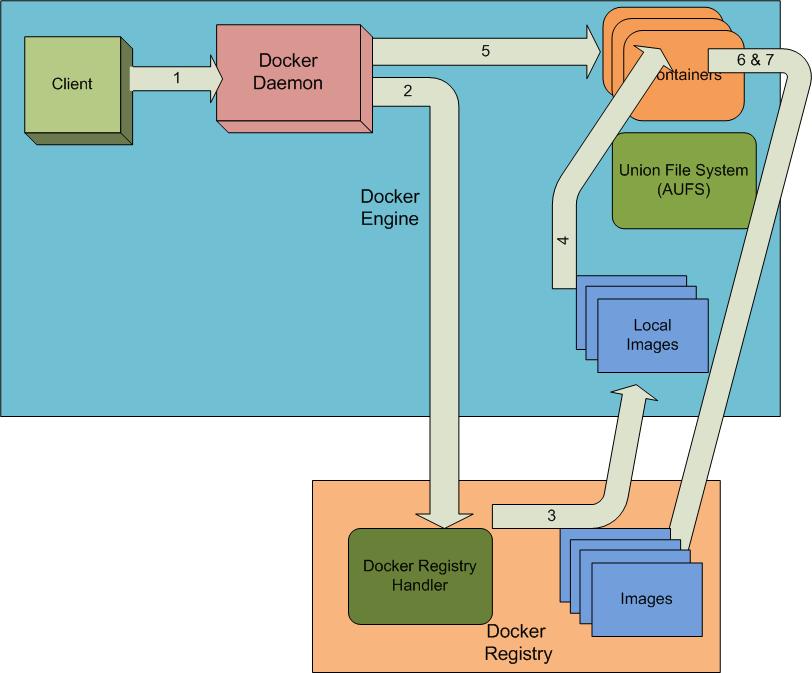 Client
1
Docker
Daemon
5
2
ontainers
6 & 7
Union File System
(AUFS)
Docker
Engine
4
Local
Images
3
Docker Registry
Handler
Images
Docker
Registry